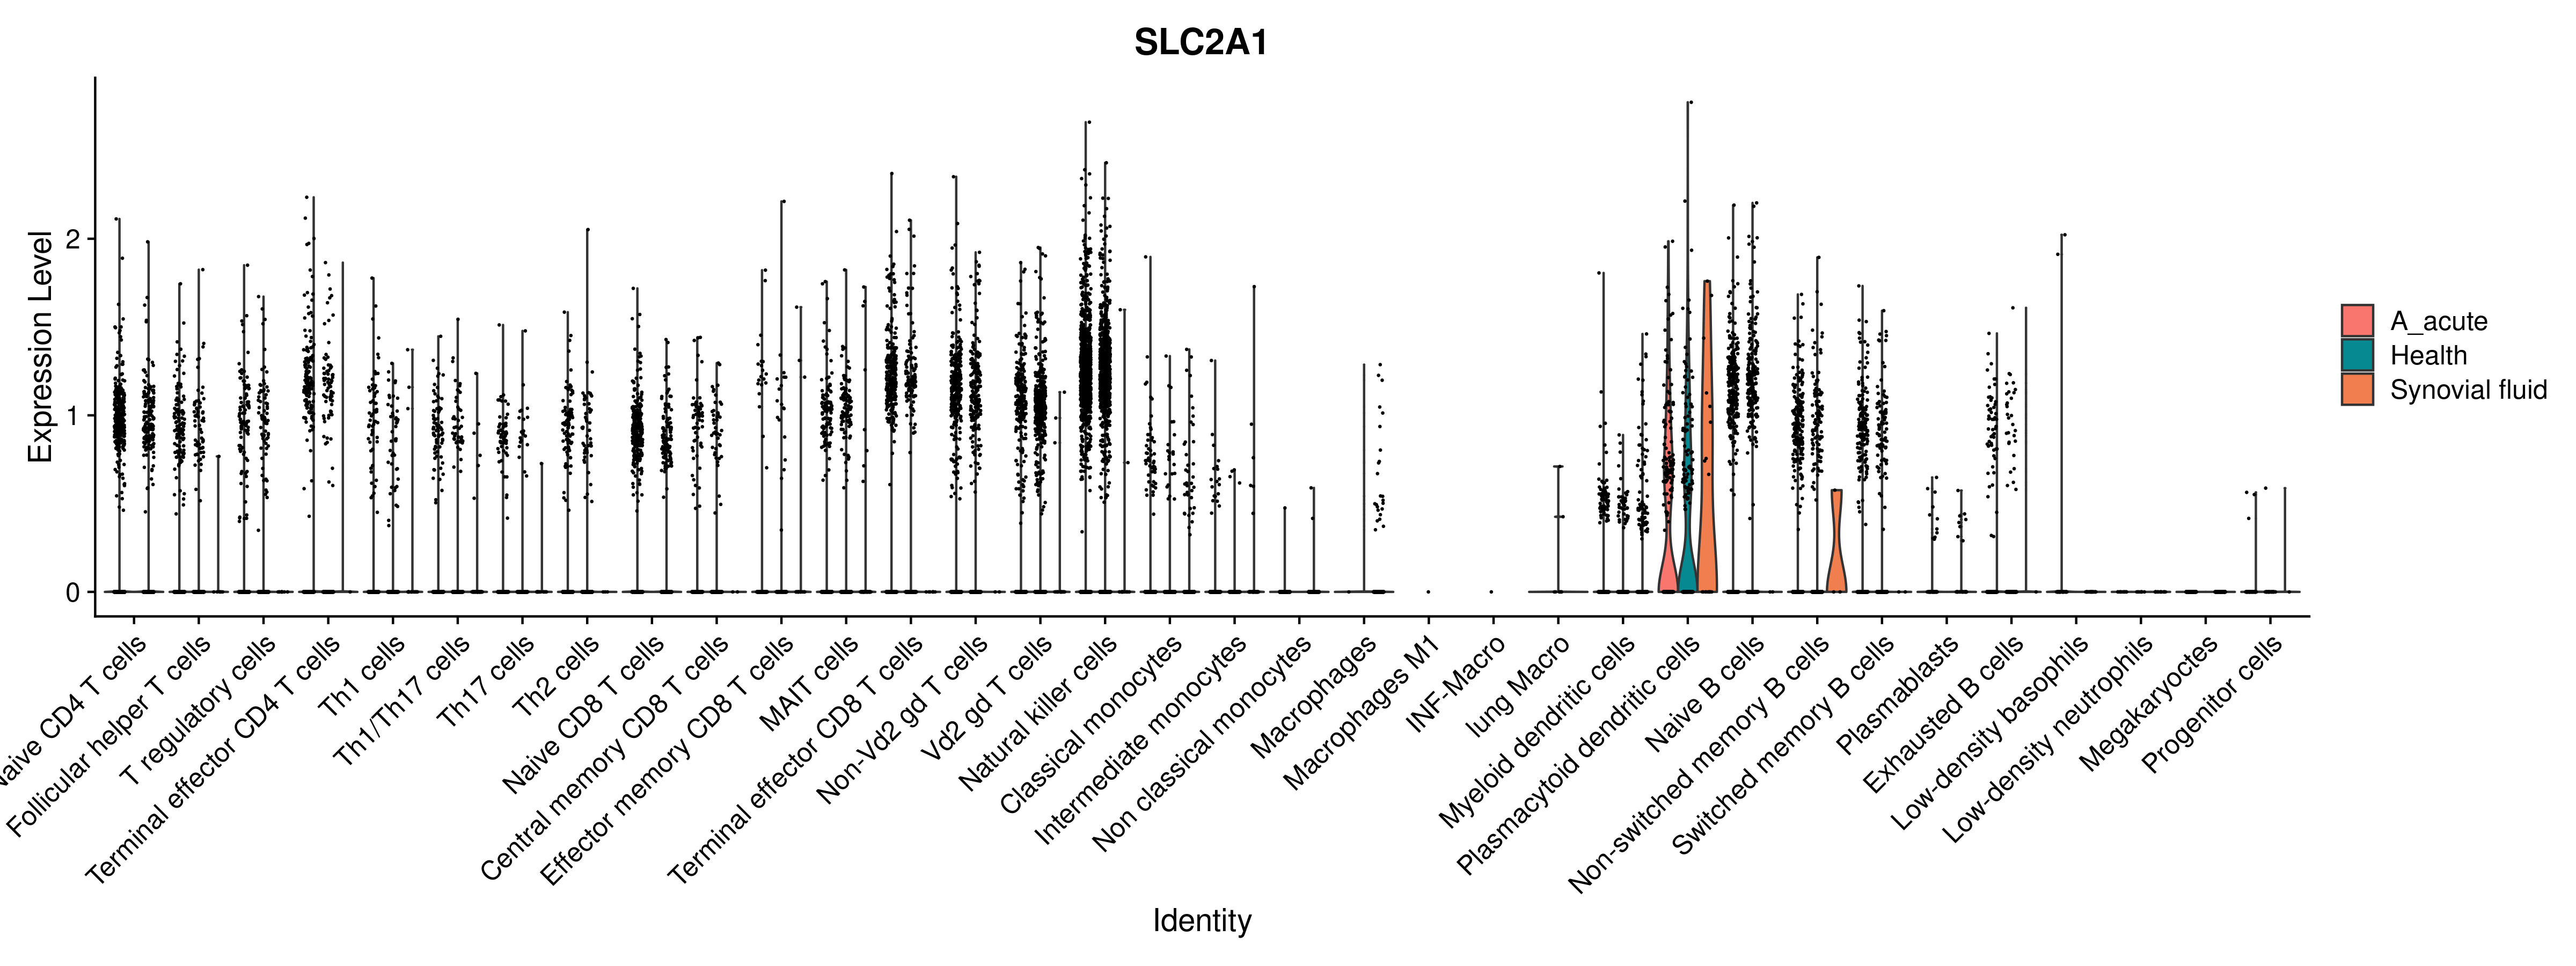 SLC2A1
Expression Level
2
1
0
Naive CD4 T cells
Follicular helper T cells
T regulatory cells
Terminal effector CD4 T cells
Th1 cells
Th1/Th17 cells
Th17 cells
Th2 cells
Naive CD8 T cells
Central memory CD8 T cells
Effector memory CD8 T cells
MAIT cells
Terminal effector CD8 T cells
Non-Vd2 gd T cells
Vd2 gd T cells
Natural killer cells
Classical monocytes
Intermediate monocytes
Non classical monocytes
Macrophages
Macrophages M1
INF-Macro
lung Macro
Myeloid dendritic cells
Plasmacytoid dendritic cells
Naive B cells
Non-switched memory B cells
Switched memory B cells
Plasmablasts
Exhausted B cells
Low-density basophils
Low-density neutrophils
Megakaryoctes
Progenitor cells
Identity
A_acute
Health
Synovial fluid